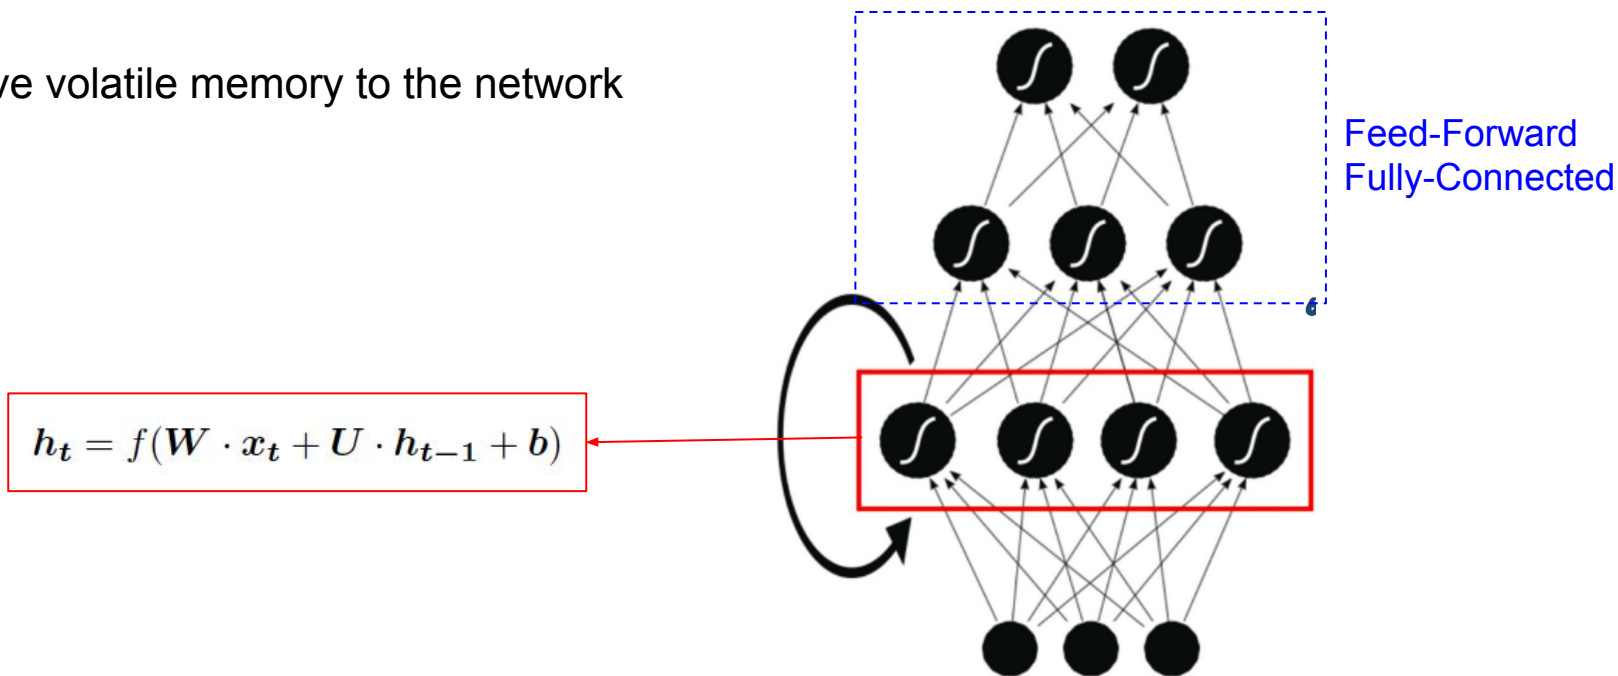 ve volatile memory to the network
Feed-Forward
Fully-Connected
h_t = f(W · x_t + U · h_{t−1} + b)